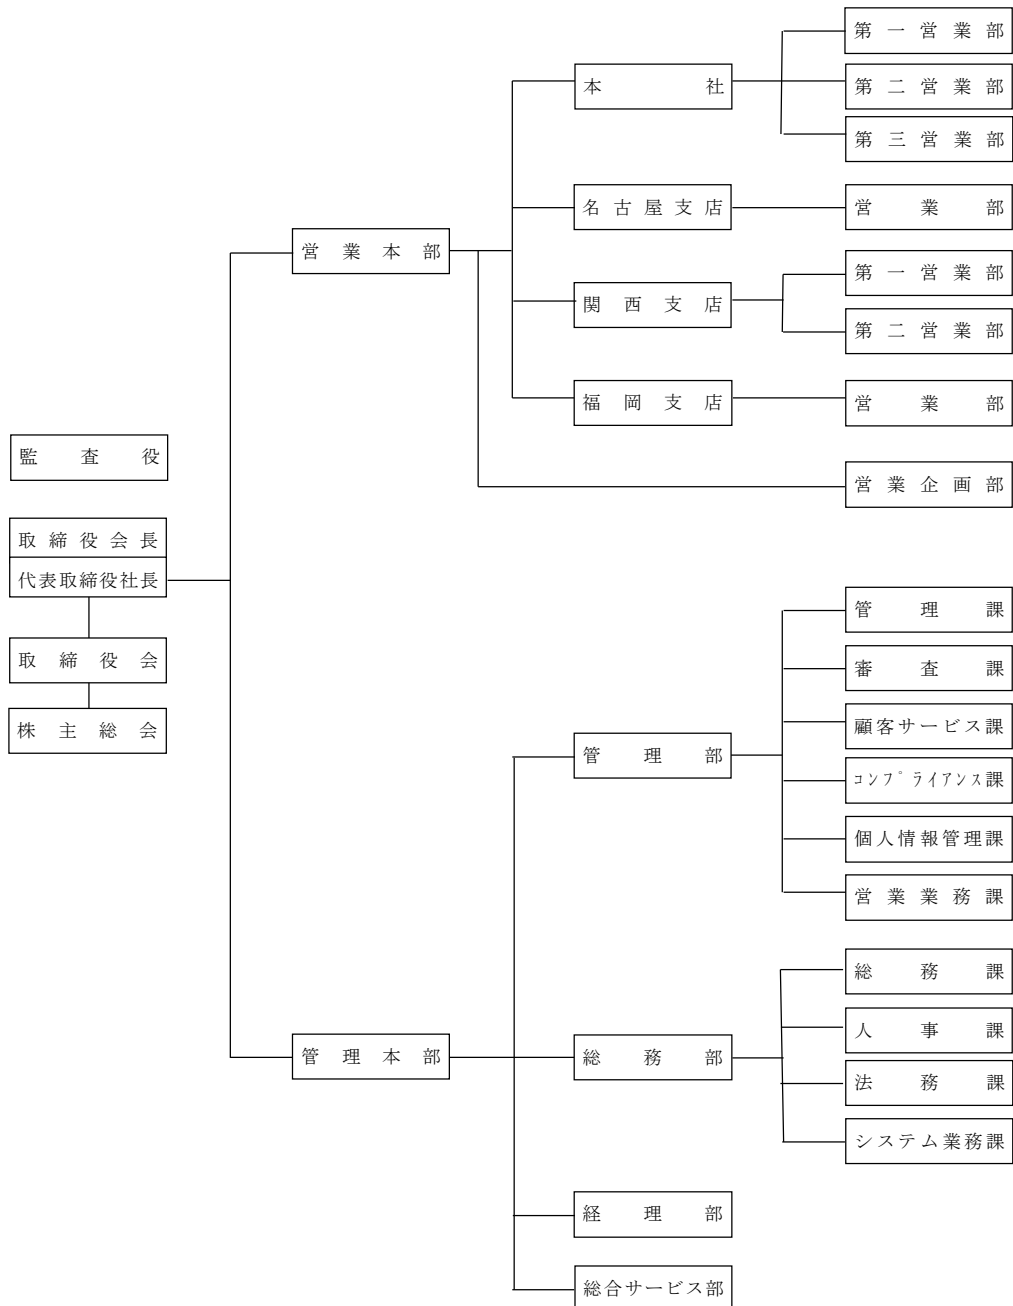 第一営業部
本社
第二営業部
第三営業部
名古屋支店
営業部
営業本部
第一営業部
関西支店
第二営業部
福岡支店
営業部
監査役
営業企画部
取締役会長
代表取締役社長
取締役会
株主総会
管理課
審査課
顧客サービス課
管理部
コンプライアンス課
個人情報管理課
営業業務課
総務課
人事課
管理本部
総務部
法務課
システム業務課
経理部
総合サービス部